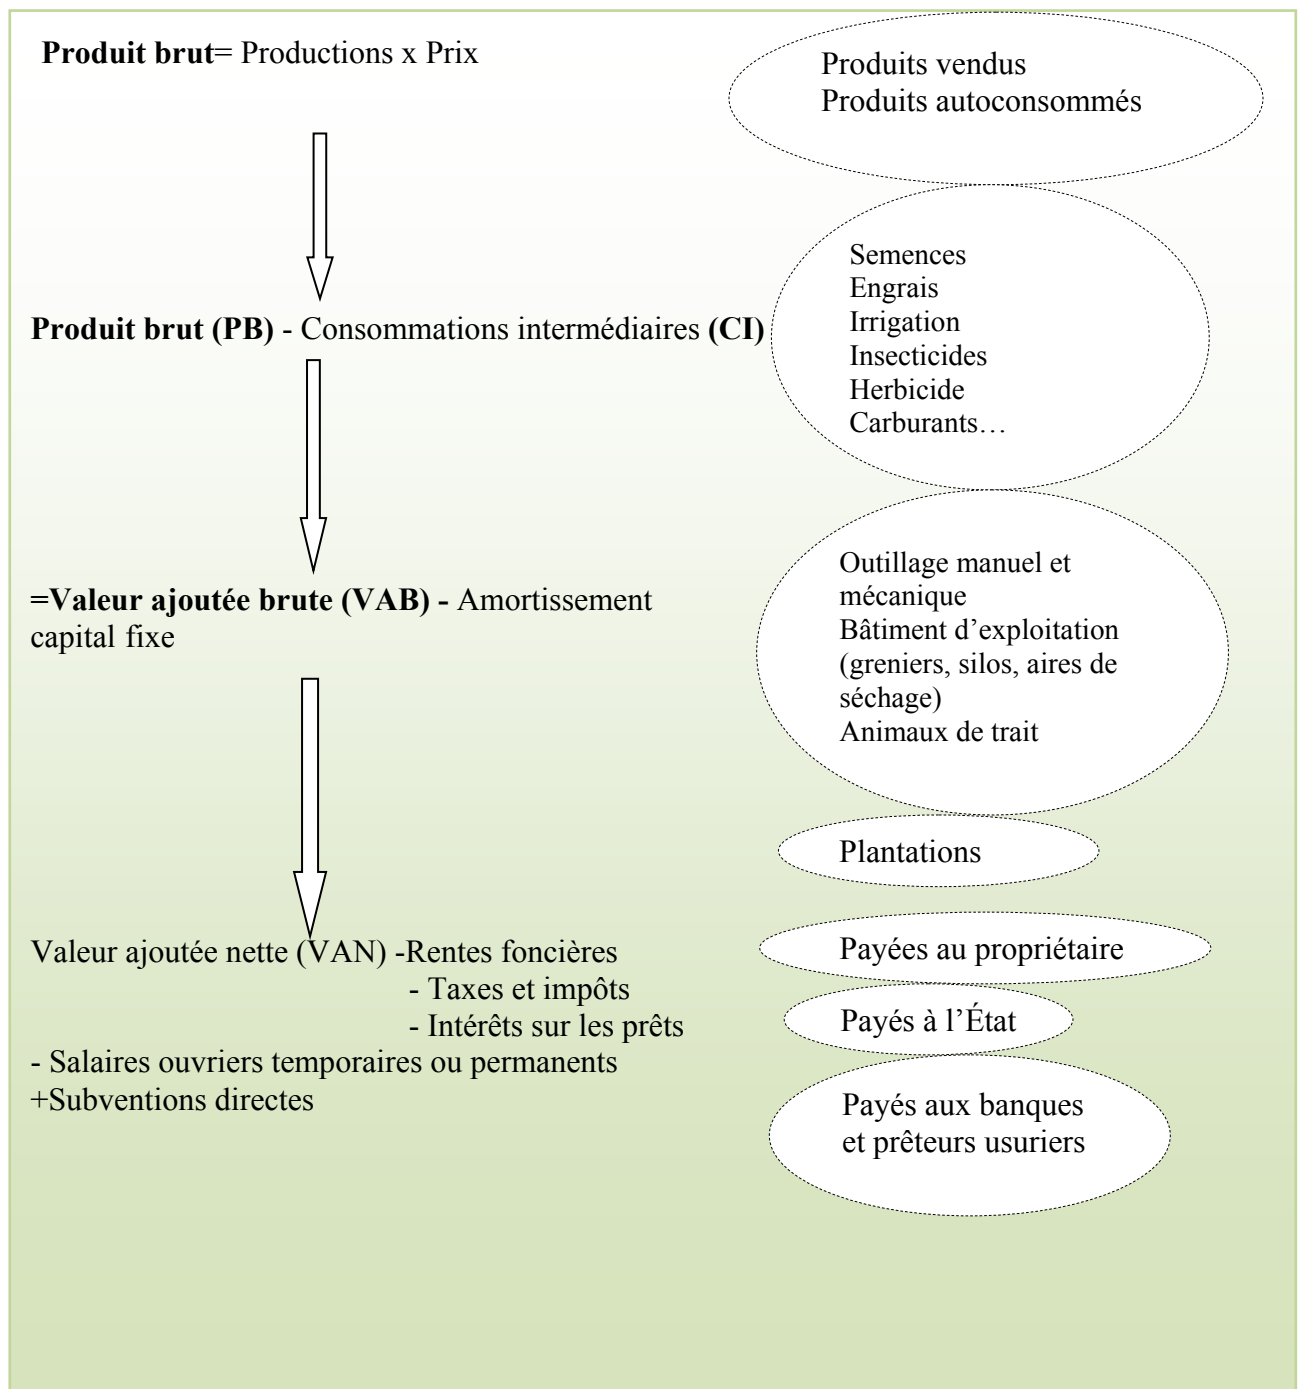 Produit brut= Productions x Prix
Produits vendus
Produits autoconsommés
Produit brut (PB) - Consommations intermédiaires (CI)
Semences
Engrais
Irrigation
Insecticides
Herbicide
Carburants…
=Valeur ajoutée brute (VAB) - Amortissement
capital fixe
Outillage manuel et
mécanique
Bâtiment d’exploitation
(greniers, silos, aires de
séchage)
Animaux de trait
Plantations
Valeur ajoutée nette (VAN) -Rentes foncières
- Taxes et impôts
- Intérêts sur les prêts
- Salaires ouvriers temporaires ou permanents
+Subventions directes
Payées au propriétaire
Payés à l’État
Payés aux banques
et prêteurs usuriers